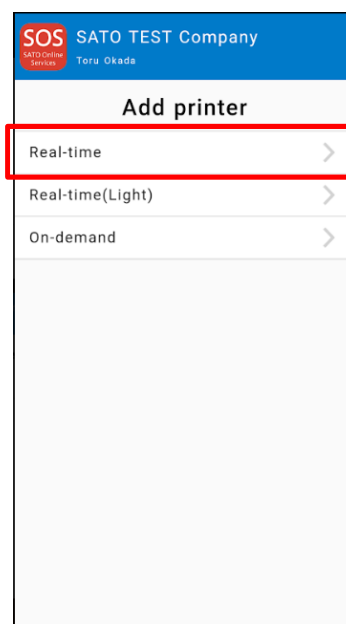 SOS
SATO Online
Services
SATO TEST Company
Toru Okada
Add printer
Real-time
Real-time(Light)
On-demand